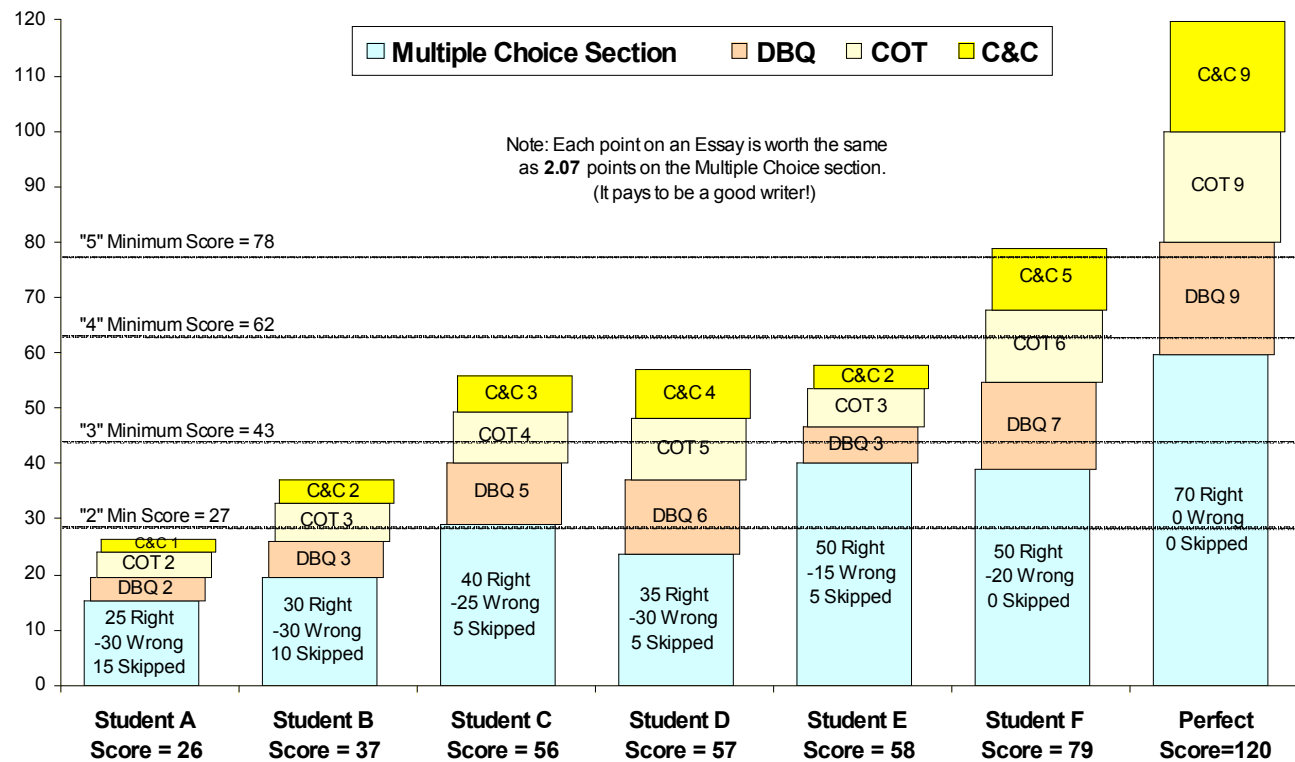 120
110
100
90
80
70
60
50
40
30
20
10
0
Multiple Choice Section DBQ COT C&C
Note: Each point on an Essay is worth the same
as 2.07 points on the Multiple Choice section.
(It pays to be a good writer!)
"5" Minimum Score = 78
"4" Minimum Score = 62
"3" Minimum Score = 43
"2" Min Score = 27
C&C 1
COT 2
DBQ 2
25 Right
-30 Wrong
15 Skipped
C&C 2
COT 3
DBQ 3
30 Right
-30 Wrong
10 Skipped
C&C 3
COT 4
DBQ 5
40 Right
-25 Wrong
5 Skipped
C&C 4
COT 5
DBQ 6
35 Right
-30 Wrong
5 Skipped
C&C 2
COT 3
DBQ 3
50 Right
-15 Wrong
5 Skipped
C&C 5
COT 6
DBQ 7
50 Right
-20 Wrong
0 Skipped
C&C 9
COT 9
DBQ 9
70 Right
0 Wrong
0 Skipped
Student A
Score = 26
Student B
Score = 37
Student C
Score = 56
Student D
Score = 57
Student E
Score = 58
Student F
Score = 79
Perfect
Score=120